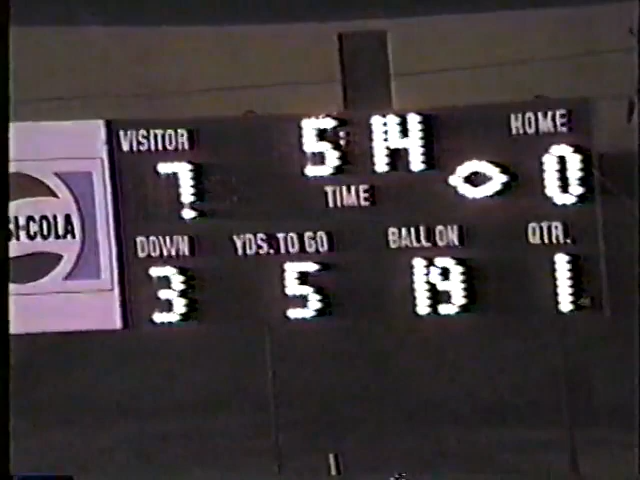 VISITOR
5:14
HOME
7
TIME
0
SI-COLA
DOWN
YDS. TO GO
BALL ON
QTR.
3
5
19
1